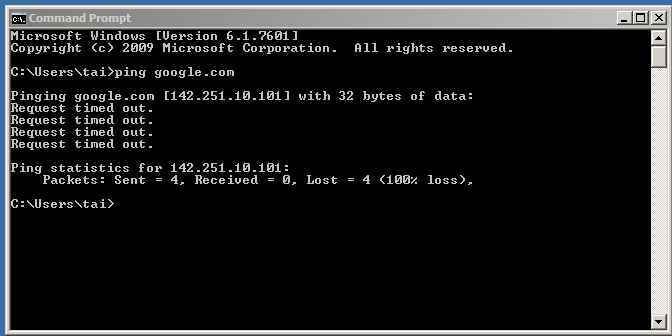 Command Prompt
Microsoft Windows [Version 6.1.7601]
Copyright (c) 2009 Microsoft Corporation.  All rights reserved.
C:\Users\tai>ping google.com
Pinging google.com [142.251.10.101] with 32 bytes of data:
Request timed out.
Request timed out.
Request timed out.
Request timed out.
Ping statistics for 142.251.10.101:
    Packets: Sent = 4, Received = 0, Lost = 4 (100% loss),
C:\Users\tai>